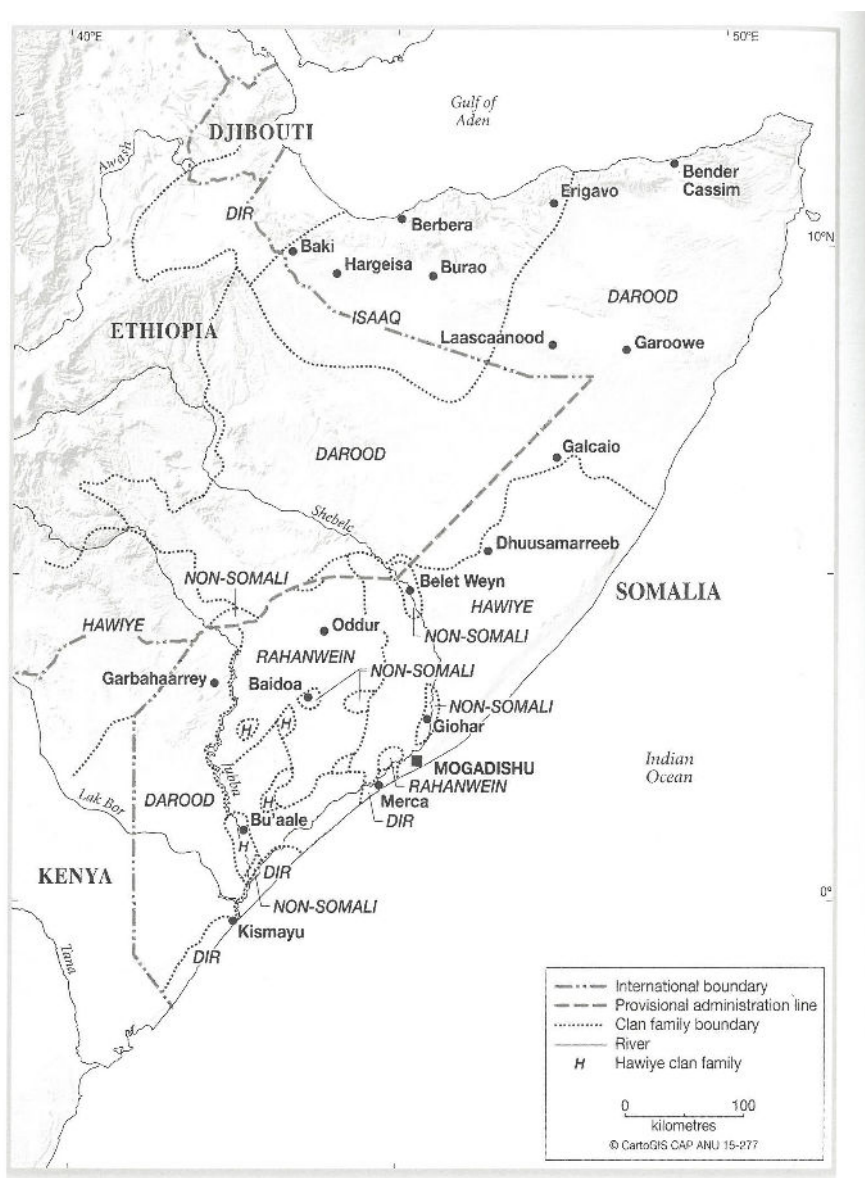 40°E
50°E
Gulf of
Aden
DJIBOUTI
Awash
Bender
Cassim
Erigavo
DIR
Berbera
10°N
Baki
Hargeisa
Burao
DAROOD
ISAAQ
ETHIOPIA
Laascaanood
Garoowe
DAROOD
Galcaio
Shebele
Dhuusamarreeb
NON-SOMALI
Belet Weyn
SOMALIA
HAWIYE
HAWIYE
Oddur
NON-SOMALI
RAHANWEIN
NON-SOMALI
Garbahaarrey
Baidoa
NON-SOMALI
Giohar
H
H
Indian
Ocean
MOGADISHU
Jubba
RAHANWEIN
Lak Bor
DAROOD
H
Merca
DIR
Bu'aale
H
KENYA
DIR
NON-SOMALI
Kismayu
Tana
DIR
0°
International boundary
Provisional administration line
Clan family boundary
River
H Hawiye clan family
0 100
kilometres
© CartoGIS CAP ANU 15-277